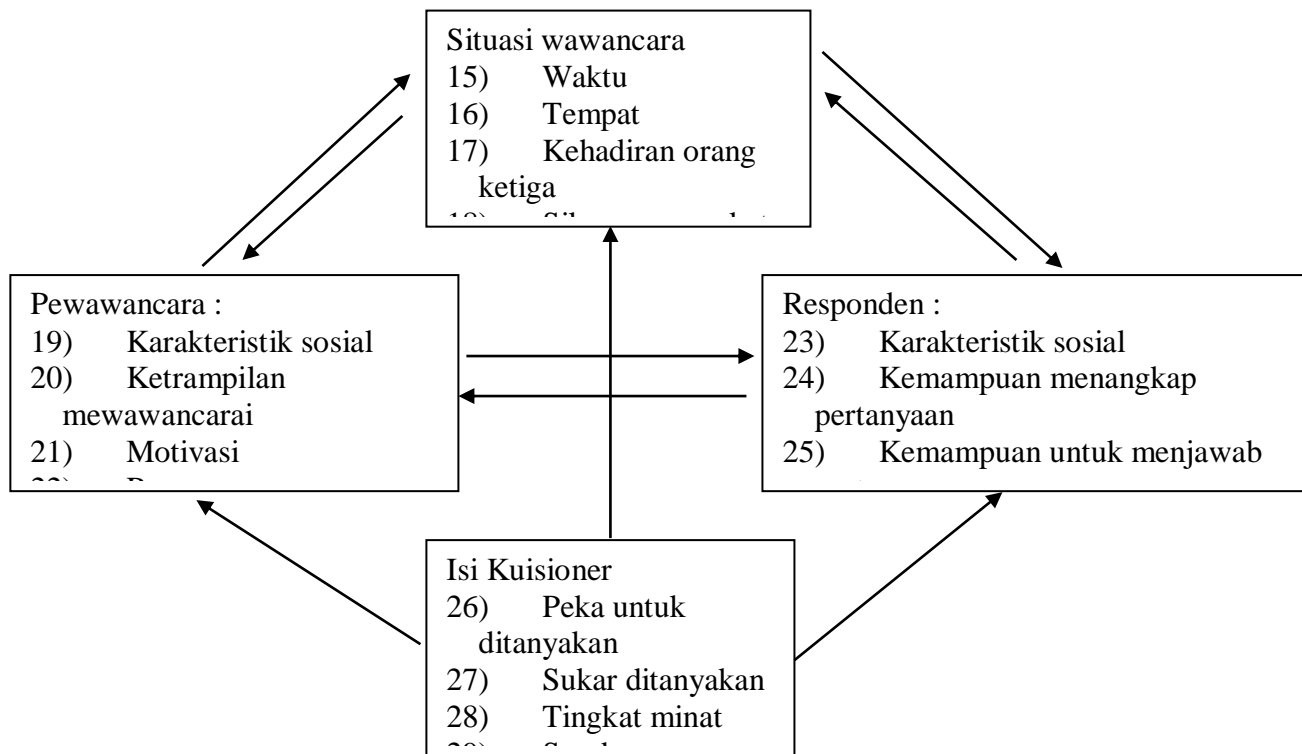 Situasi wawancara
15) Waktu
16) Tempat
17) Kehadiran orang
ketiga
Pewawancara :
19) Karakteristik sosial
20) Ketrampilan
mewawancarai
21) Motivasi
Responden :
23) Karakteristik sosial
24) Kemampuan menangkap
pertanyaan
25) Kemampuan untuk menjawab
Isi Kuisioner
26) Peka untuk
ditanyakan
27) Sukar ditanyakan
28) Tingkat minat